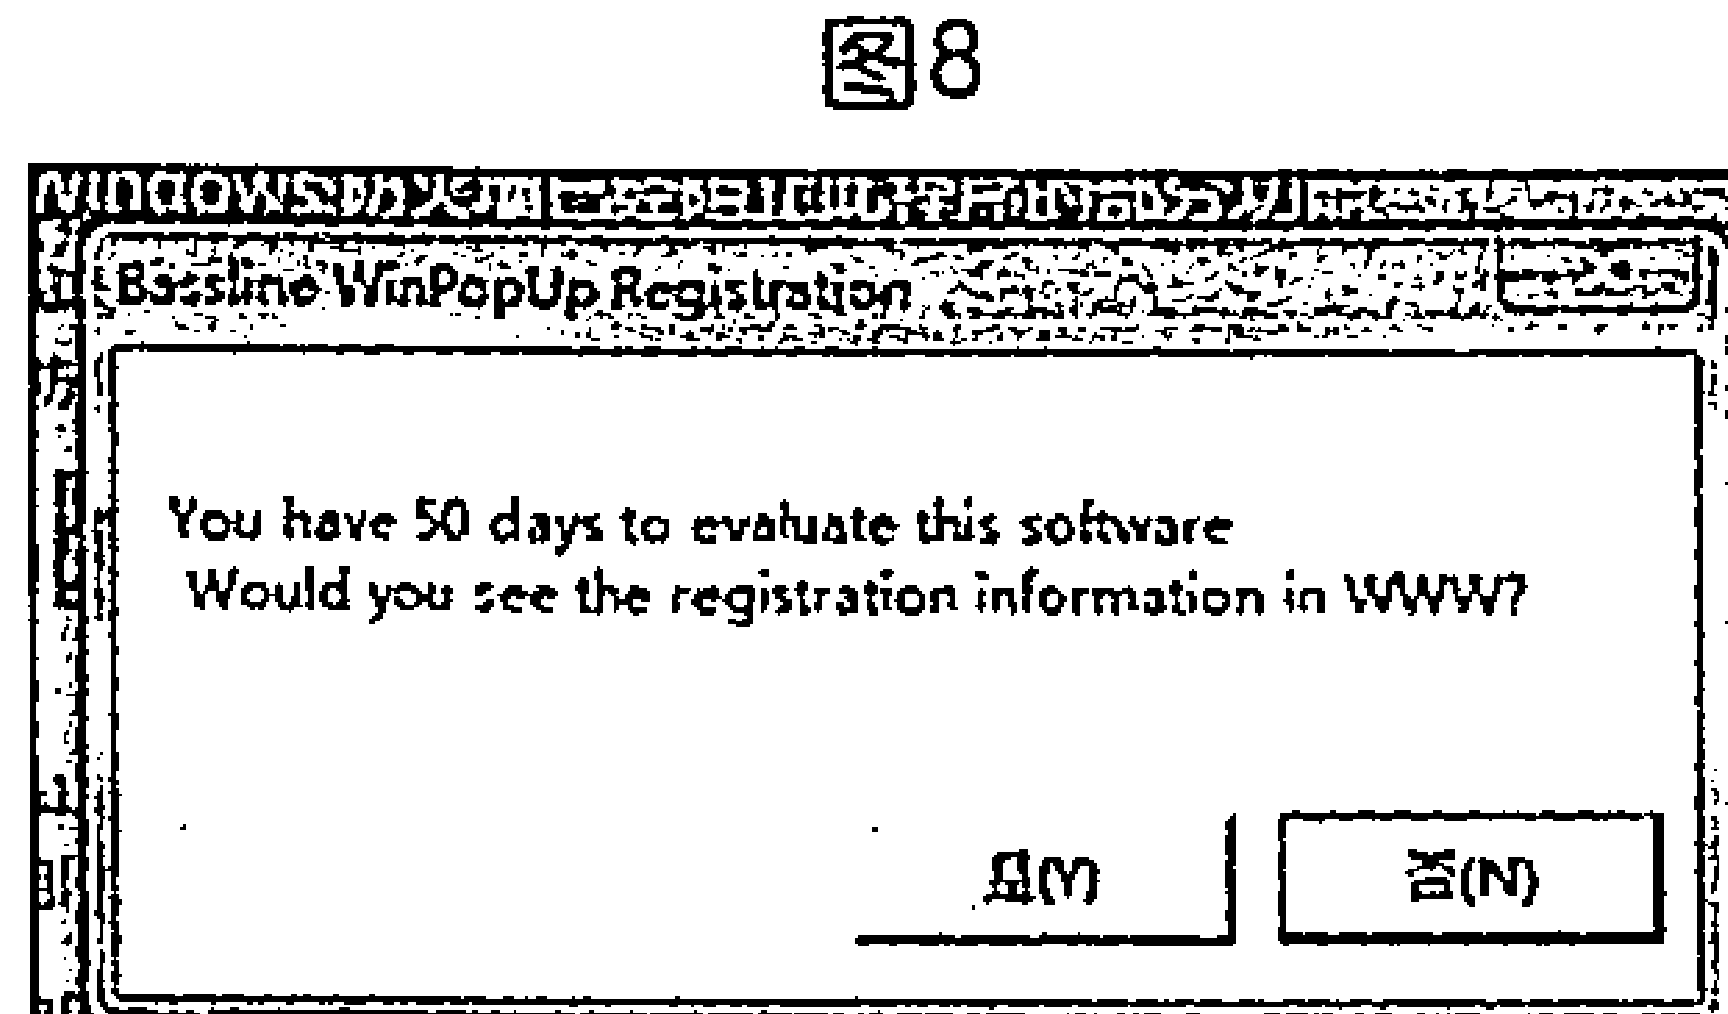 图8
Bassline WinPopUp Registration
You have 50 days to evaluate this software
Would you see the registration information in WWW?
是(Y)
否(N)